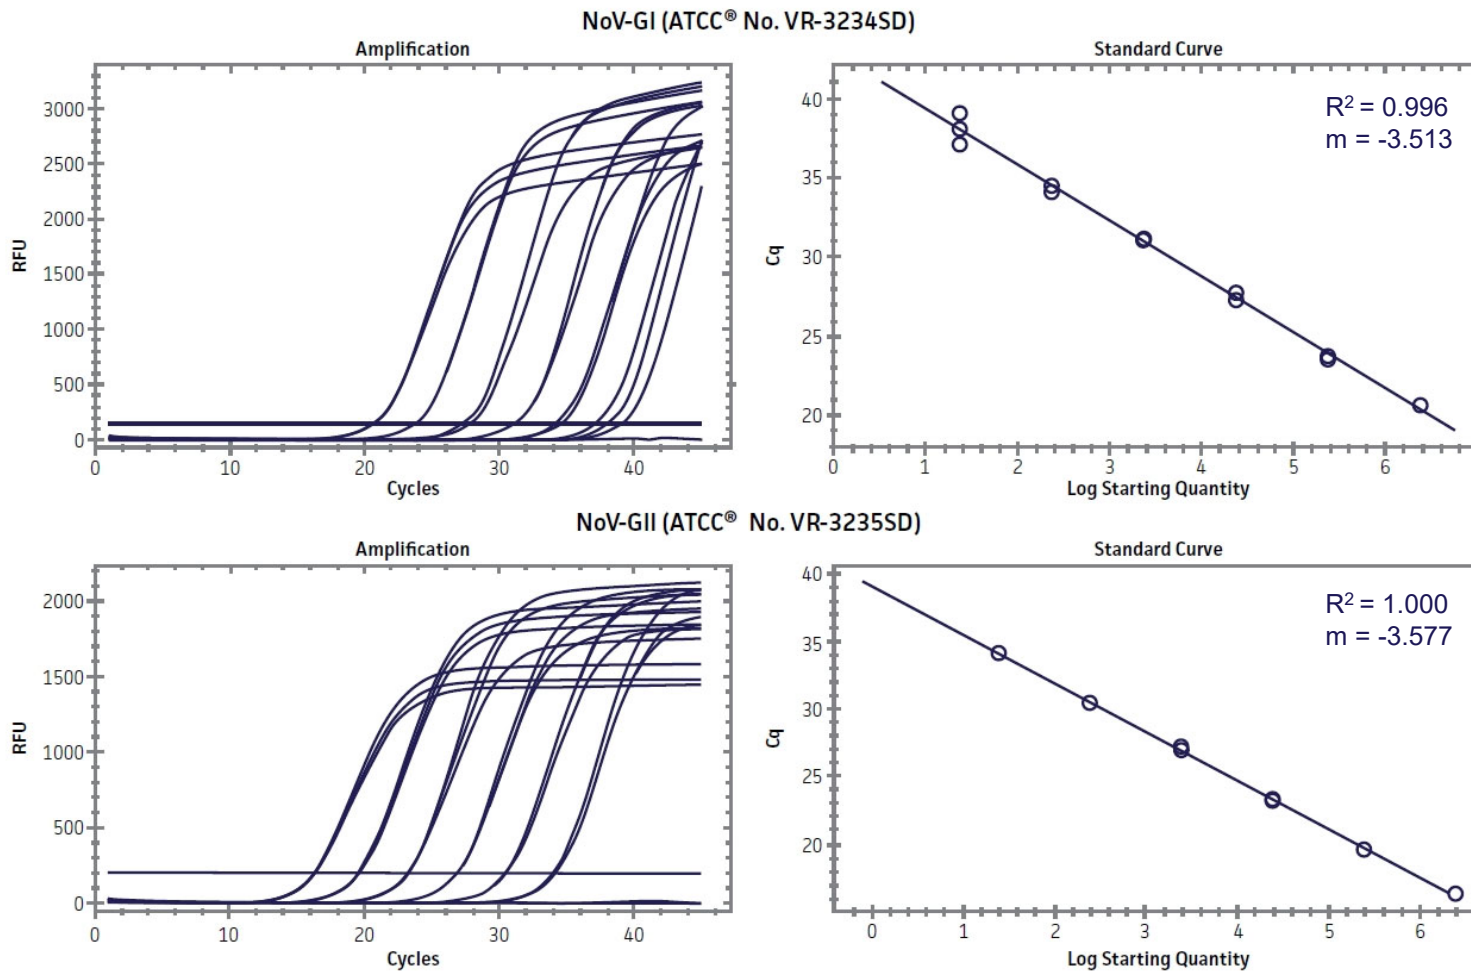 NoV-GI (ATCC® No. VR-3234SD)
Amplification
3000
2500
2000
1500
1000
500
0
RFU
0 10 20 30 40
Cycles
Standard Curve
R² = 0.996
m = -3.513
40
35
30
25
20
Cq
0 1 2 3 4 5 6
Log Starting Quantity
NoV-GII (ATCC® No. VR-3235SD)
Amplification
2000
1500
1000
500
0
RFU
0 10 20 30 40
Cycles
Standard Curve
R² = 1.000
m = -3.577
40
35
30
25
20
Cq
0 1 2 3 4 5 6
Log Starting Quantity